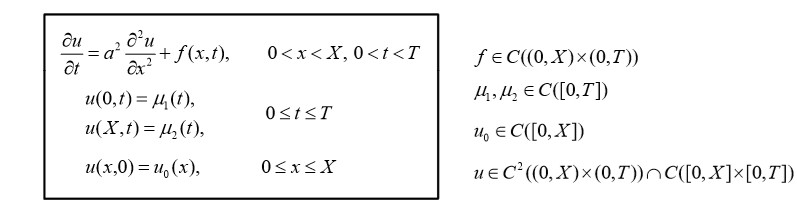 ∂u/∂t = a² ∂²u/∂x² + f(x,t), 0 < x < X, 0 < t < T
u(0,t) = μ₁(t),
u(X,t) = μ₂(t), 0 ≤ t ≤ T
u(x,0) = u₀(x), 0 ≤ x ≤ X
f ∈ C((0,X)×(0,T))
μ₁, μ₂ ∈ C([0,T])
u₀ ∈ C([0,X])
u ∈ C²((0,X)×(0,T)) ∩ C([0,X]×[0,T])